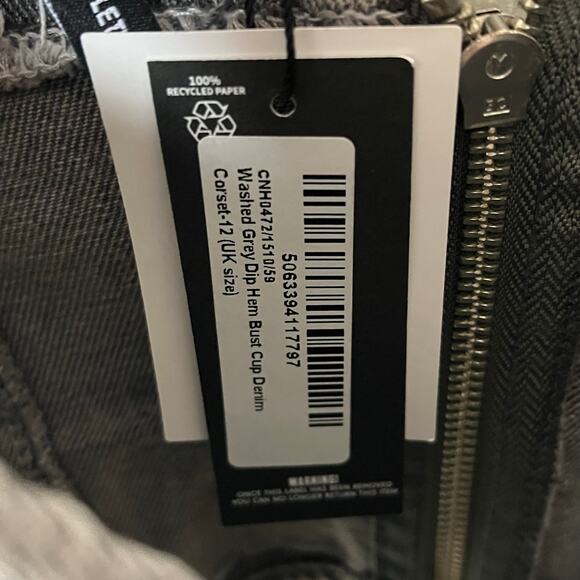 100%
RECYCLED PAPER
5063394117797
CNH0472/1510/59
Washed Grey Dip Hem Bust Cup Denim
Corset-12 (UK size)
WARNING!
ONCE THIS LABEL HAS BEEN REMOVED
YOU CAN NO LONGER RETURN THIS ITEM